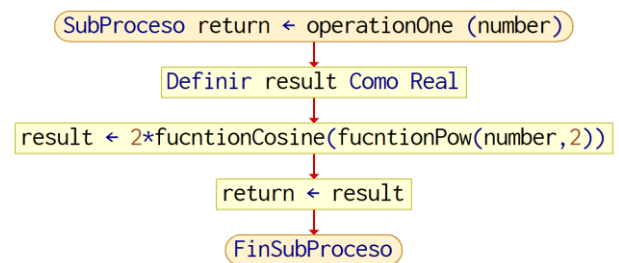 SubProceso return ← operationOne (number)
Definir result Como Real
result ← 2*fucntionCosine(fucntionPow(number,2))
return ← result
FinSubProceso